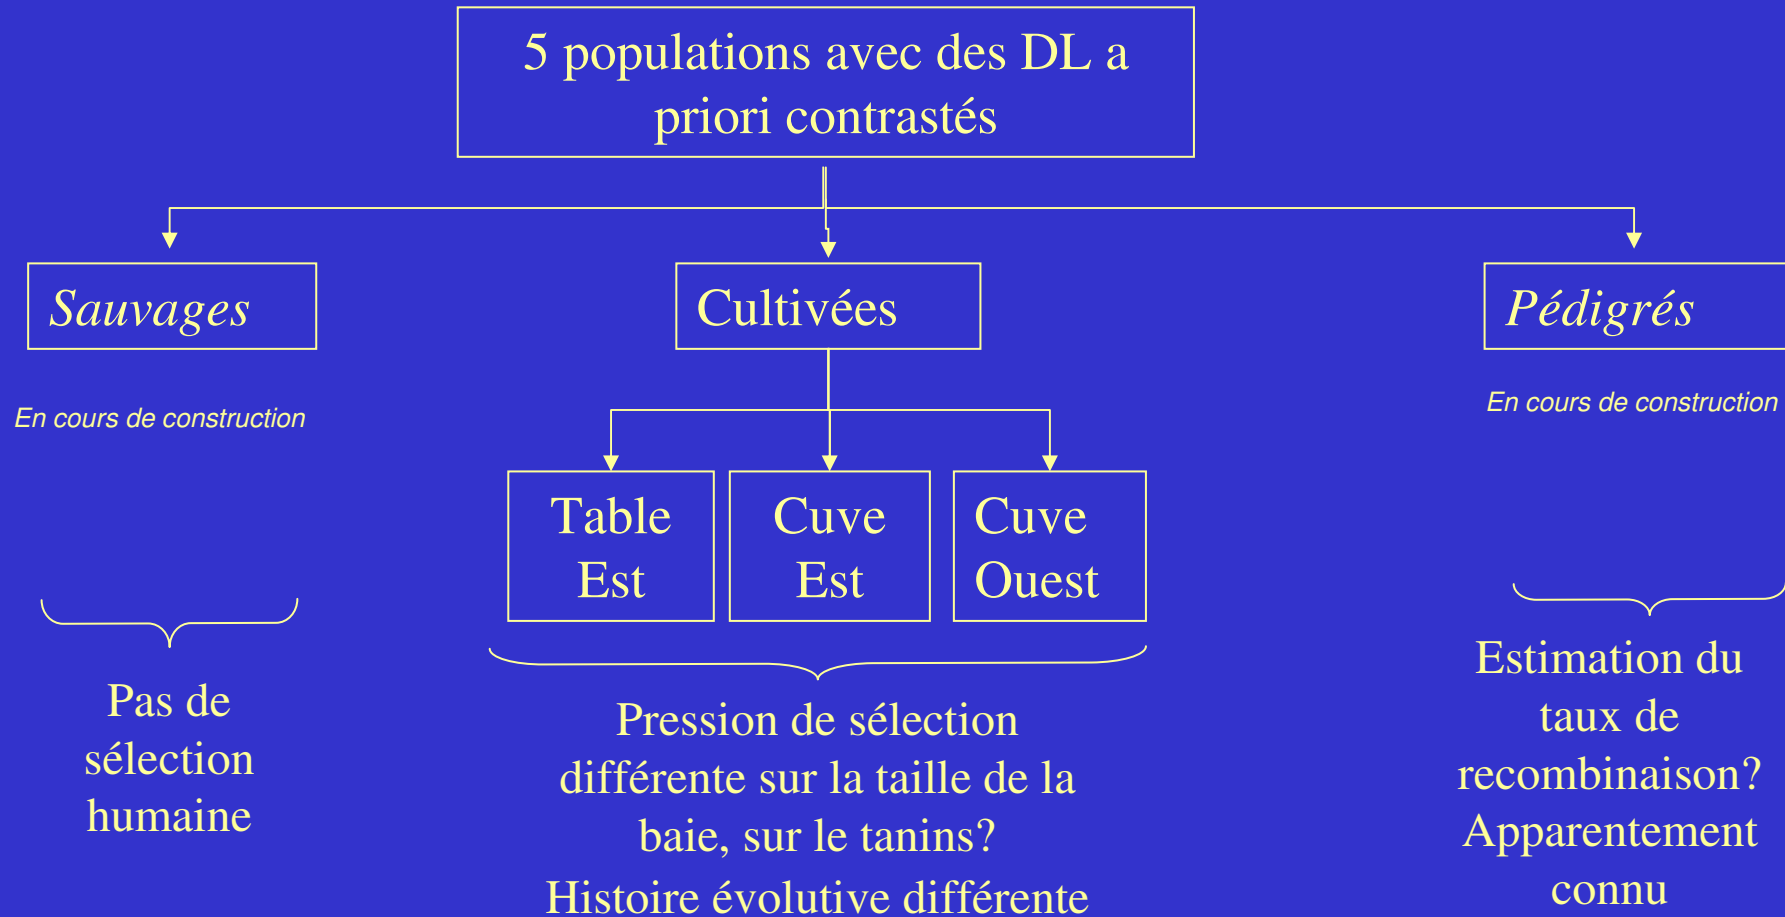 5 populations avec des DL a
priori contrastés
Sauvages
Cultivées
Pédigrés
En cours de construction
En cours de construction
Table
Est
Cuve
Est
Cuve
Ouest
Pas de
sélection
humaine
Pression de sélection
différente sur la taille de la
baie, sur le tanins?
Histoire évolutive différente
Estimation du
taux de
recombinaison?
Apparentement
connu